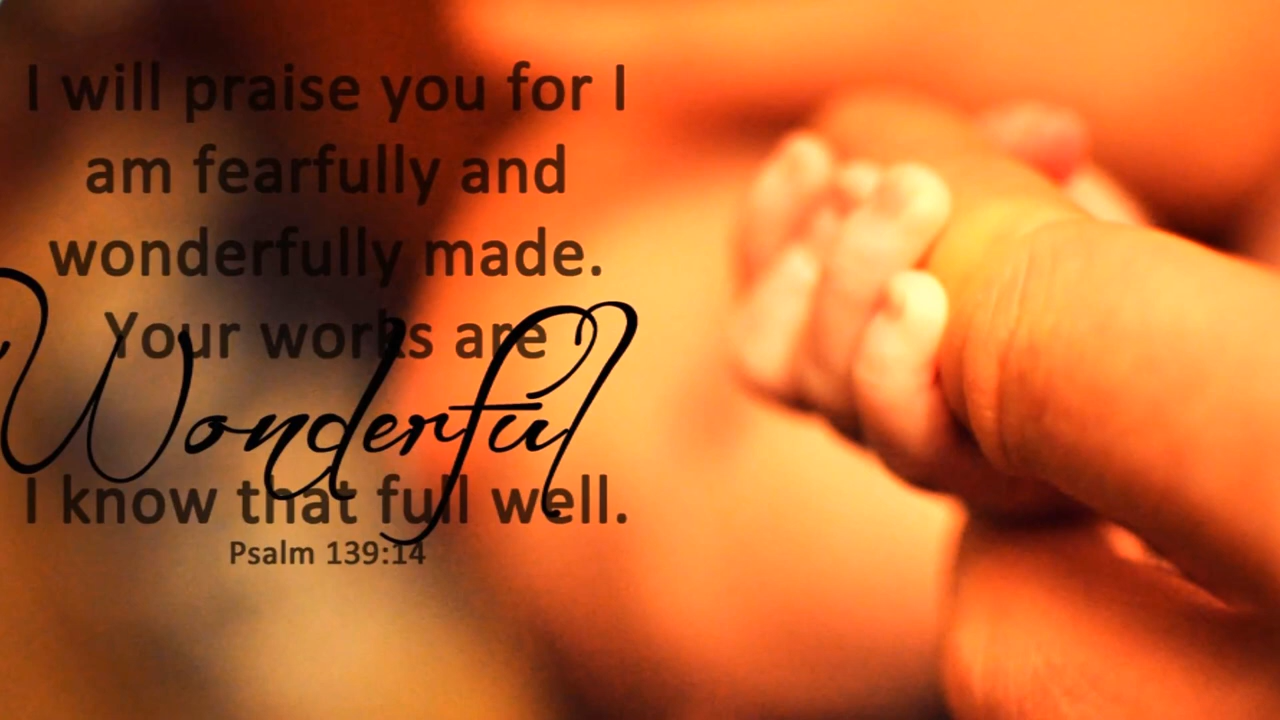 I will praise you for I
am fearfully and
wonderfully made.
Your works are
Wonderful
I know that full well.
Psalm 139:14